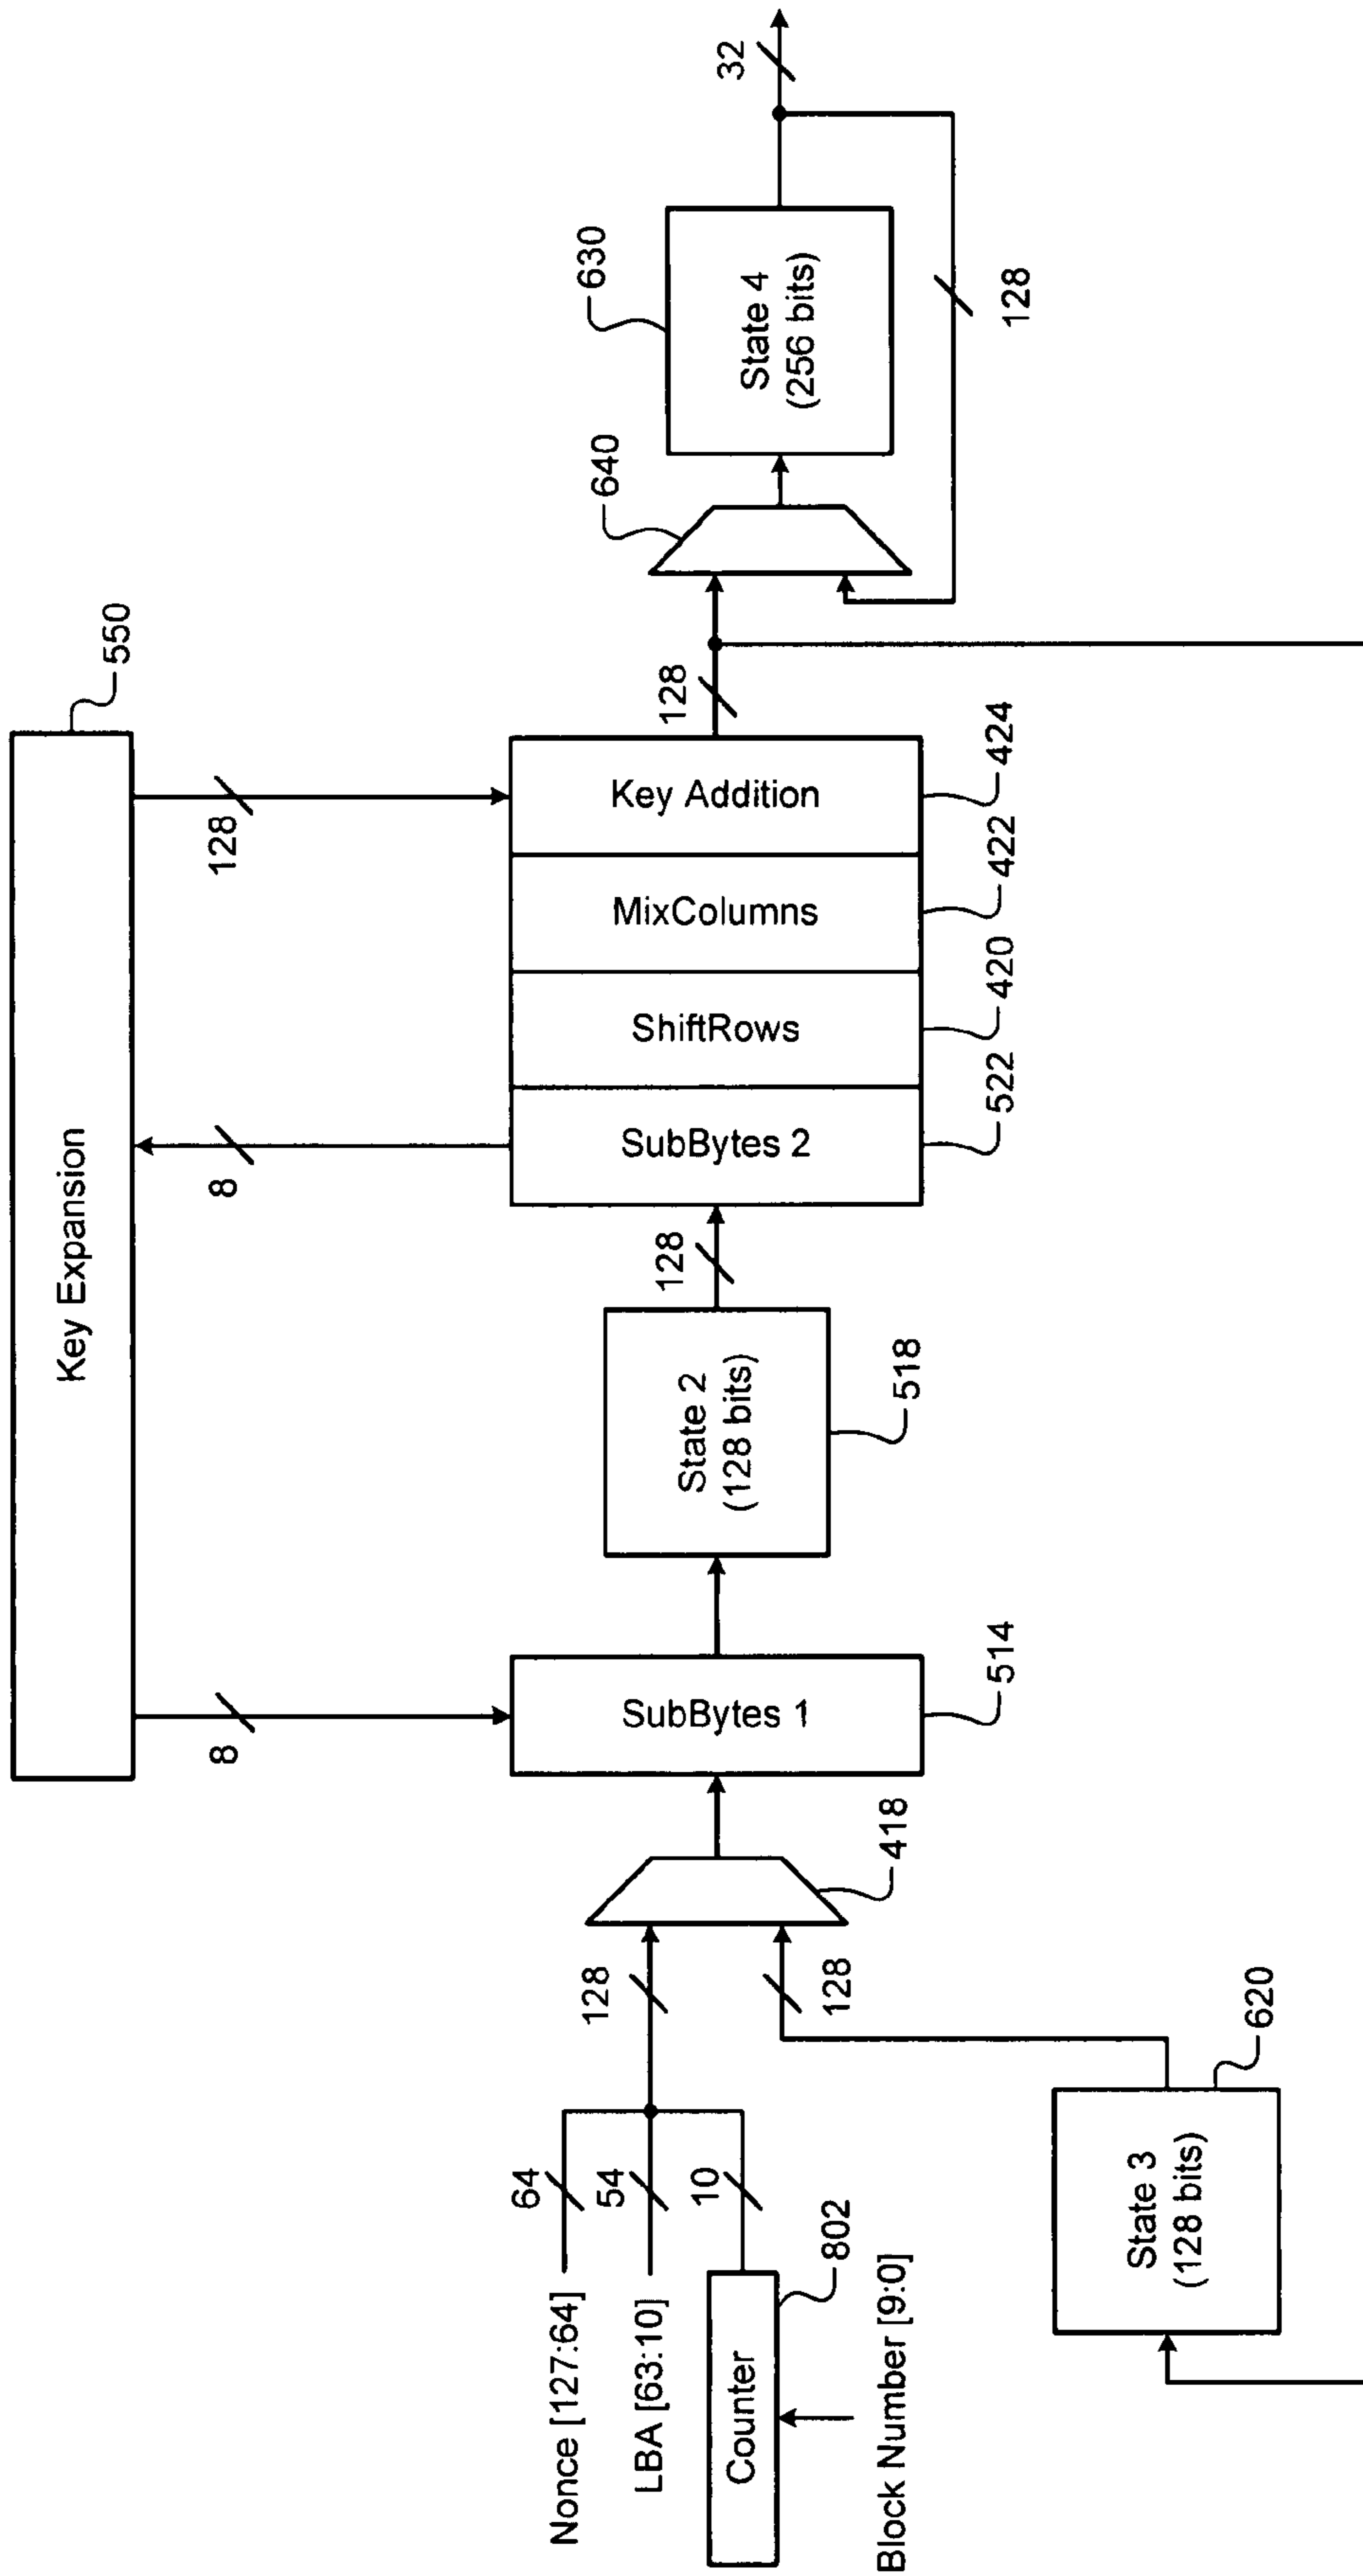 Key Expansion
550
8
8
128
Nonce [127:64]
64
LBA [63:10]
54
Counter
10
802
Block Number [9:0]
128
128
418
SubBytes 1
514
State 2
(128 bits)
518
128
SubBytes 2
ShiftRows
MixColumns
Key Addition
522
420
422
424
128
640
State 4
(256 bits)
630
32
128
State 3
(128 bits)
620